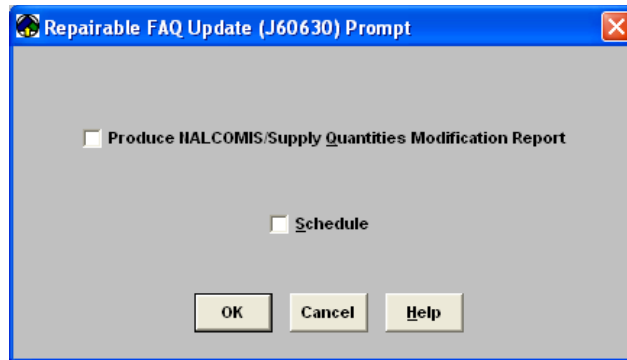 Repairable FAQ Update (J60630) Prompt
Produce NALCOMIS/Supply Quantities Modification Report
Schedule
OK Cancel Help